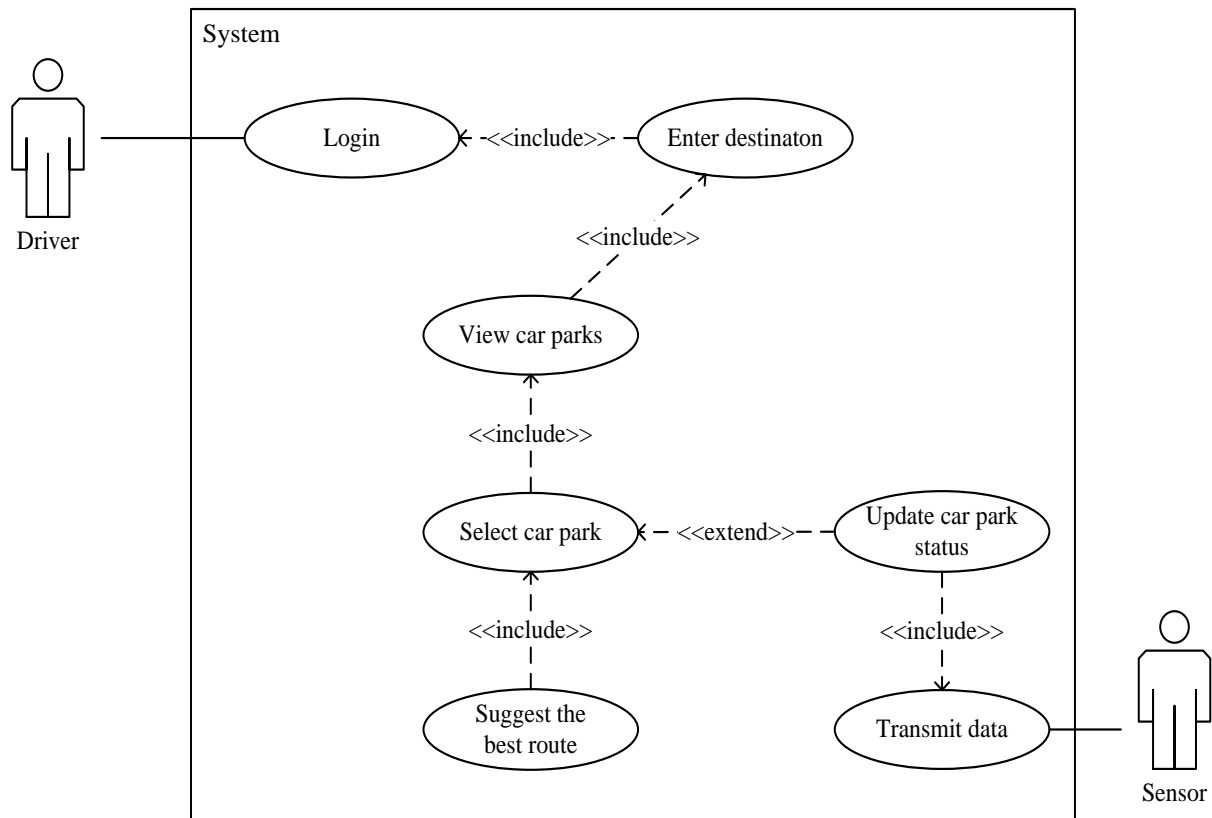 System
Login
<<include>>
Enter destinaton
Driver
<<include>>
View car parks
<<include>>
Select car park
<<extend>>
Update car park
status
<<include>>
<<include>>
Suggest the
best route
Transmit data
Sensor